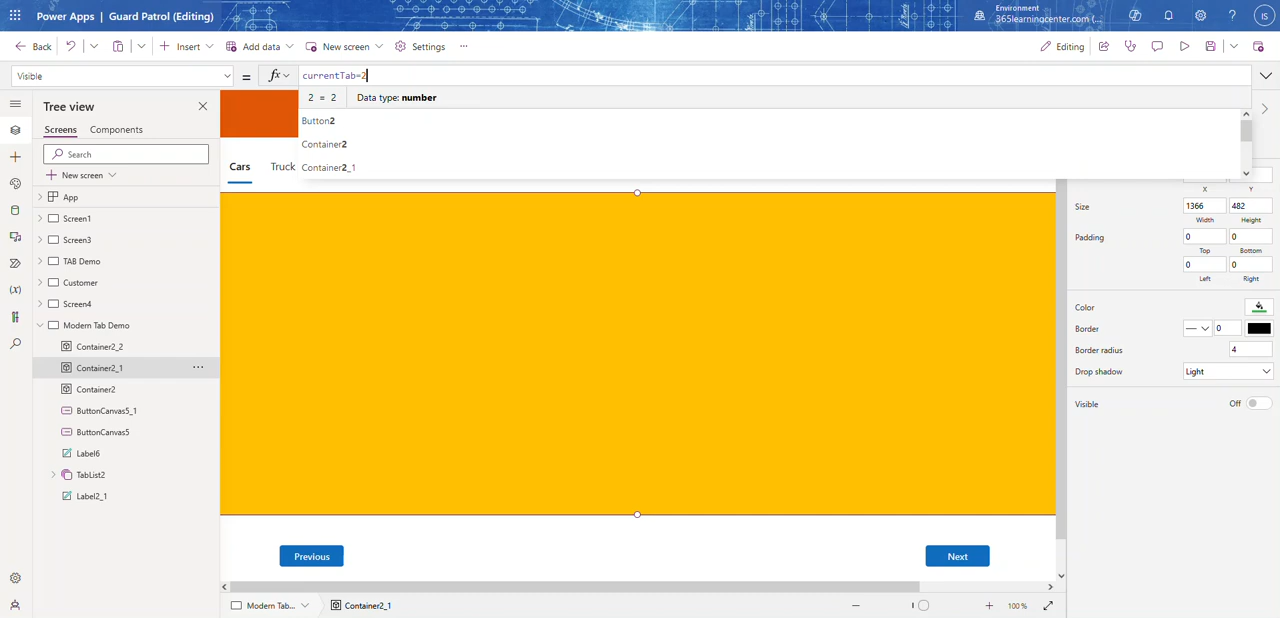 Power Apps | Guard Patrol (Editing)
Environment
365learningcenter.com (...
IS
Back
Insert
Add data
New screen
Settings
...
Editing
Visible
=
fx
currentTab=2
2 = 2
Data type: number
Button2
Container2
Container2_1
Tree view
Screens
Components
Search
New screen
App
Screen1
Screen3
TAB Demo
Customer
Screen4
Modern Tab Demo
Container2_2
Container2_1
...
Container2
ButtonCanvas5_1
ButtonCanvas5
Label6
TabList2
Label2_1
Cars
Truck
Previous
Next
Modern Tab...
Container2_1
100 %
X
Y
Size
1366
482
Width
Height
Padding
0
0
Top
Bottom
0
0
Left
Right
Color
Border
0
Border radius
4
Drop shadow
Light
Visible
Off